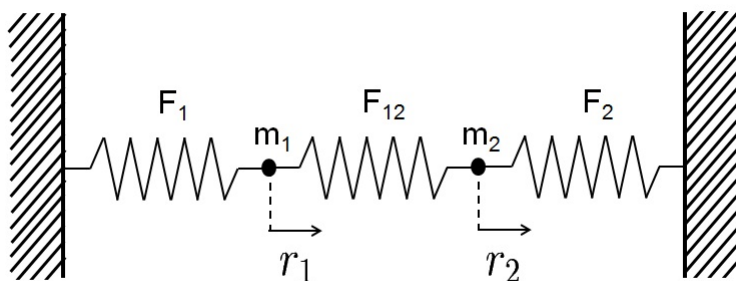 F₁ F₁₂ F₂
m₁ m₂
r₁ r₂